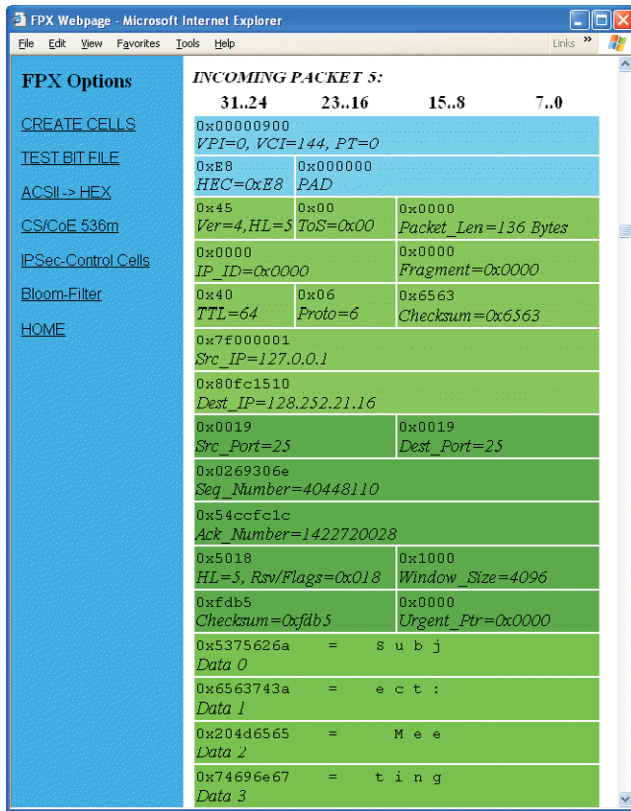 FPX Webpage - Microsoft Internet Explorer
File Edit View Favorites Tools Help Links »
FPX Options
CREATE CELLS
TEST BIT FILE
ACSII -> HEX
CS/CoE 536m
IPSec-Control Cells
Bloom-Filter
HOME
INCOMING PACKET 5:
31..24 23..16 15..8 7..0
0x00000900
VPI=0, VCI=144, PT=0
0xE8 0x000000
HEC=0xE8 PAD
0x45 0x00 0x0000
Ver=4,HL=5 ToS=0x00 Packet_Len=136 Bytes
0x0000 0x0000
IP_ID=0x0000 Fragment=0x0000
0x40 0x06 0x6563
TTL=64 Proto=6 Checksum=0x6563
0x7f000001
Src_IP=127.0.0.1
0x80fc1510
Dest_IP=128.252.21.16
0x0019 0x0019
Src_Port=25 Dest_Port=25
0x0269306e
Seq_Number=40448110
0x54ccfc1c
Ack_Number=1422720028
0x5018 0x1000
HL=5, Rsv/Flags=0x018 Window_Size=4096
0xfdb5 0x0000
Checksum=0xfdb5 Urgent_Ptr=0x0000
0x5375626a = S u b j
Data 0
0x6563743a = e c t :
Data 1
0x204d6565 = M e e
Data 2
0x74696e67 = t i n g
Data 3